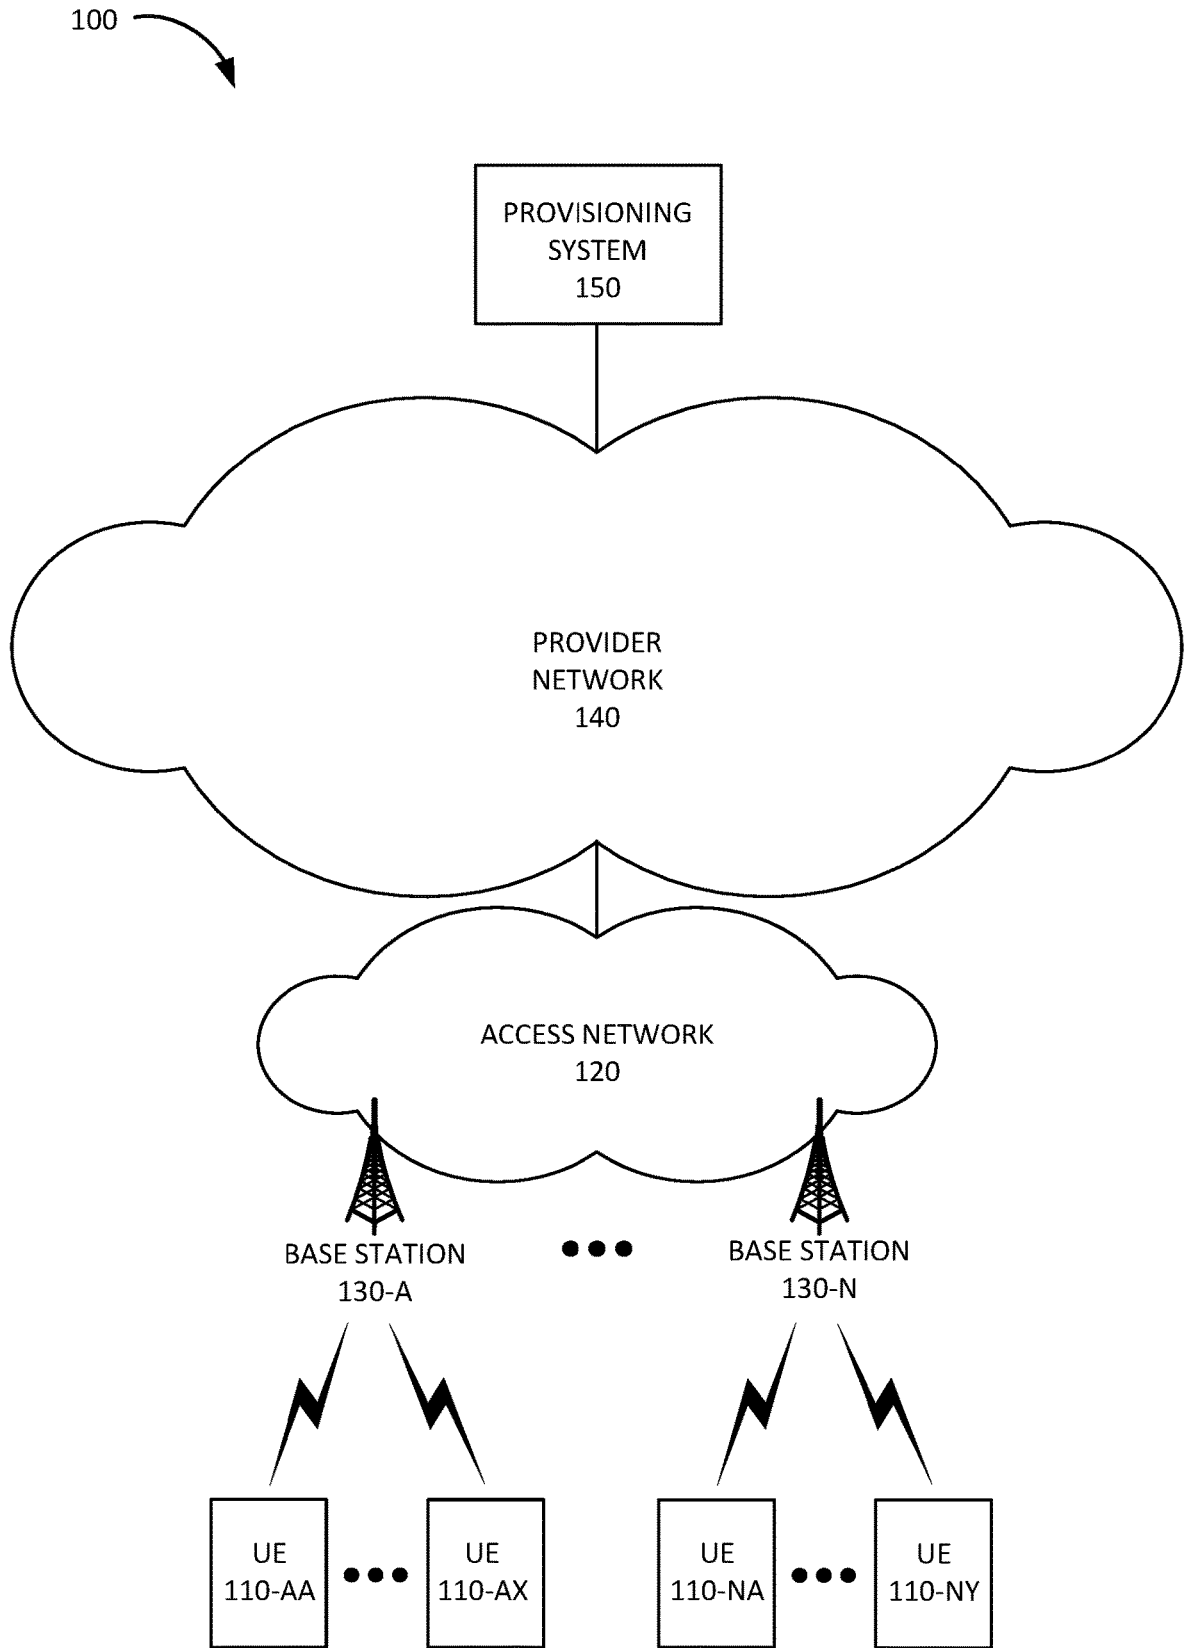 100
PROVISIONING
SYSTEM
150
PROVIDER
NETWORK
140
ACCESS NETWORK
120
BASE STATION
130-A
BASE STATION
130-N
UE
110-AA
UE
110-AX
UE
110-NA
UE
110-NY